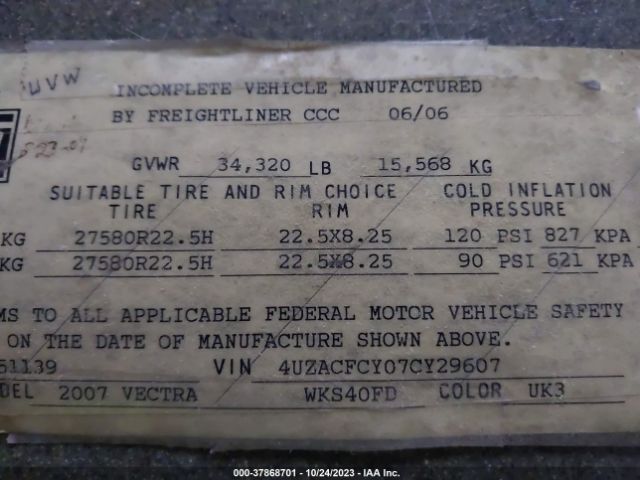 UVW
INCOMPLETE VEHICLE MANUFACTURED
BY FREIGHTLINER CCC 06/06
GVWR 34,320 LB 15,568 KG
SUITABLE TIRE AND RIM CHOICE COLD INFLATION
TIRE RIM PRESSURE
KG 27580R22.5H 22.5X8.25 120 PSI 827 KPA
KG 27580R22.5H 22.5X8.25 90 PSI 621 KPA
MS TO ALL APPLICABLE FEDERAL MOTOR VEHICLE SAFETY
ON THE DATE OF MANUFACTURE SHOWN ABOVE.
51139 VIN 4UZACFCY07CY29607
DEL 2007 VECTRA WKS40FD COLOR UK3
000-37868701 - 10/24/2023 - IAA Inc.